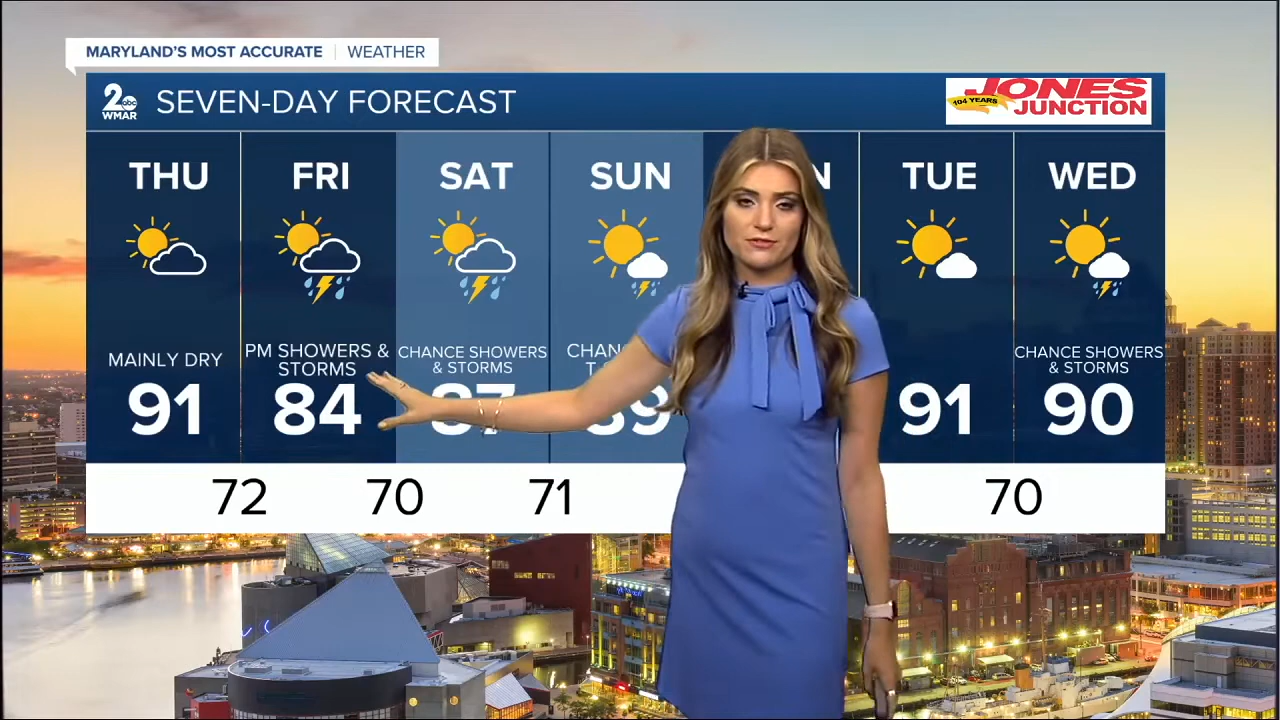 MARYLAND'S MOST ACCURATE | WEATHER
2 abc
WMAR
SEVEN-DAY FORECAST
104 YEARS
JONES
JUNCTION
THU
FRI
SAT
SUN
TUE
WED
MAINLY DRY
PM SHOWERS &
STORMS
CHANCE SHOWERS
& STORMS
CHANCE SHOWERS
& STORMS
91
84
87
89
91
90
72
70
71
70